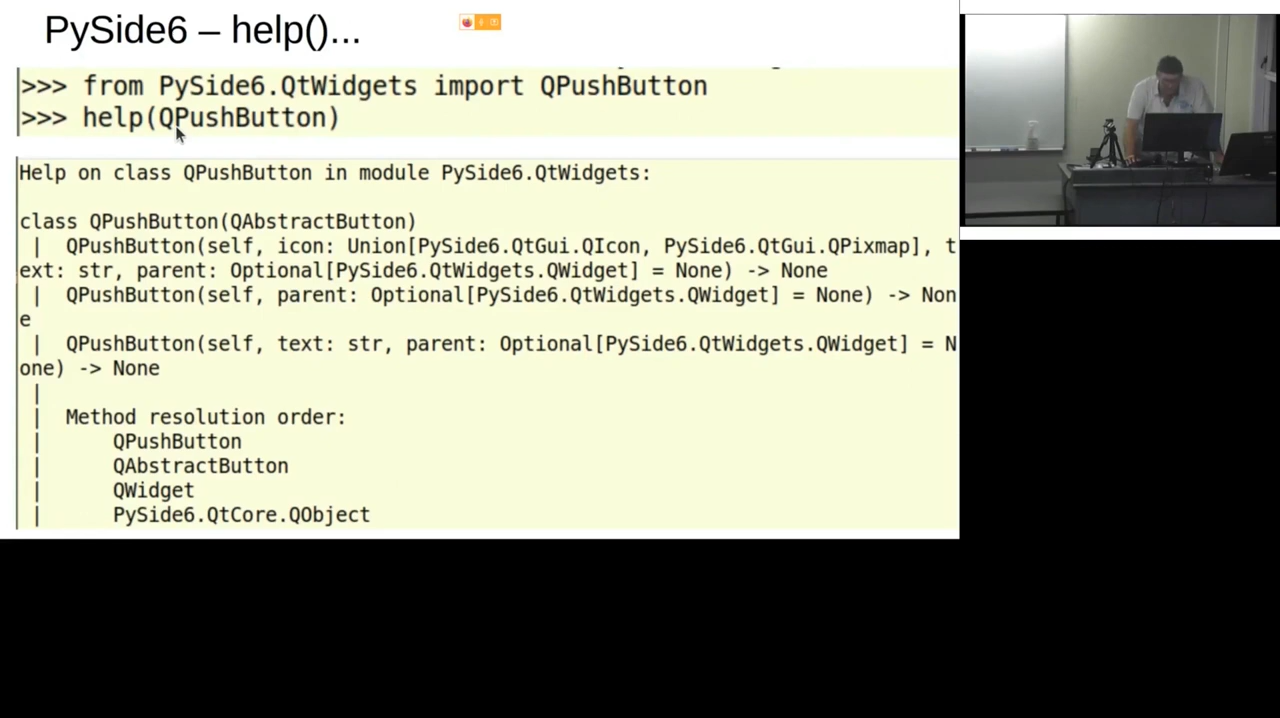 PySide6 – help()...
>>> from PySide6.QtWidgets import QPushButton
>>> help(QPushButton)
Help on class QPushButton in module PySide6.QtWidgets:
class QPushButton(QAbstractButton)
|  QPushButton(self, icon: Union[PySide6.QtGui.QIcon, PySide6.QtGui.QPixmap], t
ext: str, parent: Optional[PySide6.QtWidgets.QWidget] = None) -> None
|  QPushButton(self, parent: Optional[PySide6.QtWidgets.QWidget] = None) -> Non
e
|  QPushButton(self, text: str, parent: Optional[PySide6.QtWidgets.QWidget] = N
one) -> None
|
|  Method resolution order:
|      QPushButton
|      QAbstractButton
|      QWidget
|      PySide6.QtCore.QObject